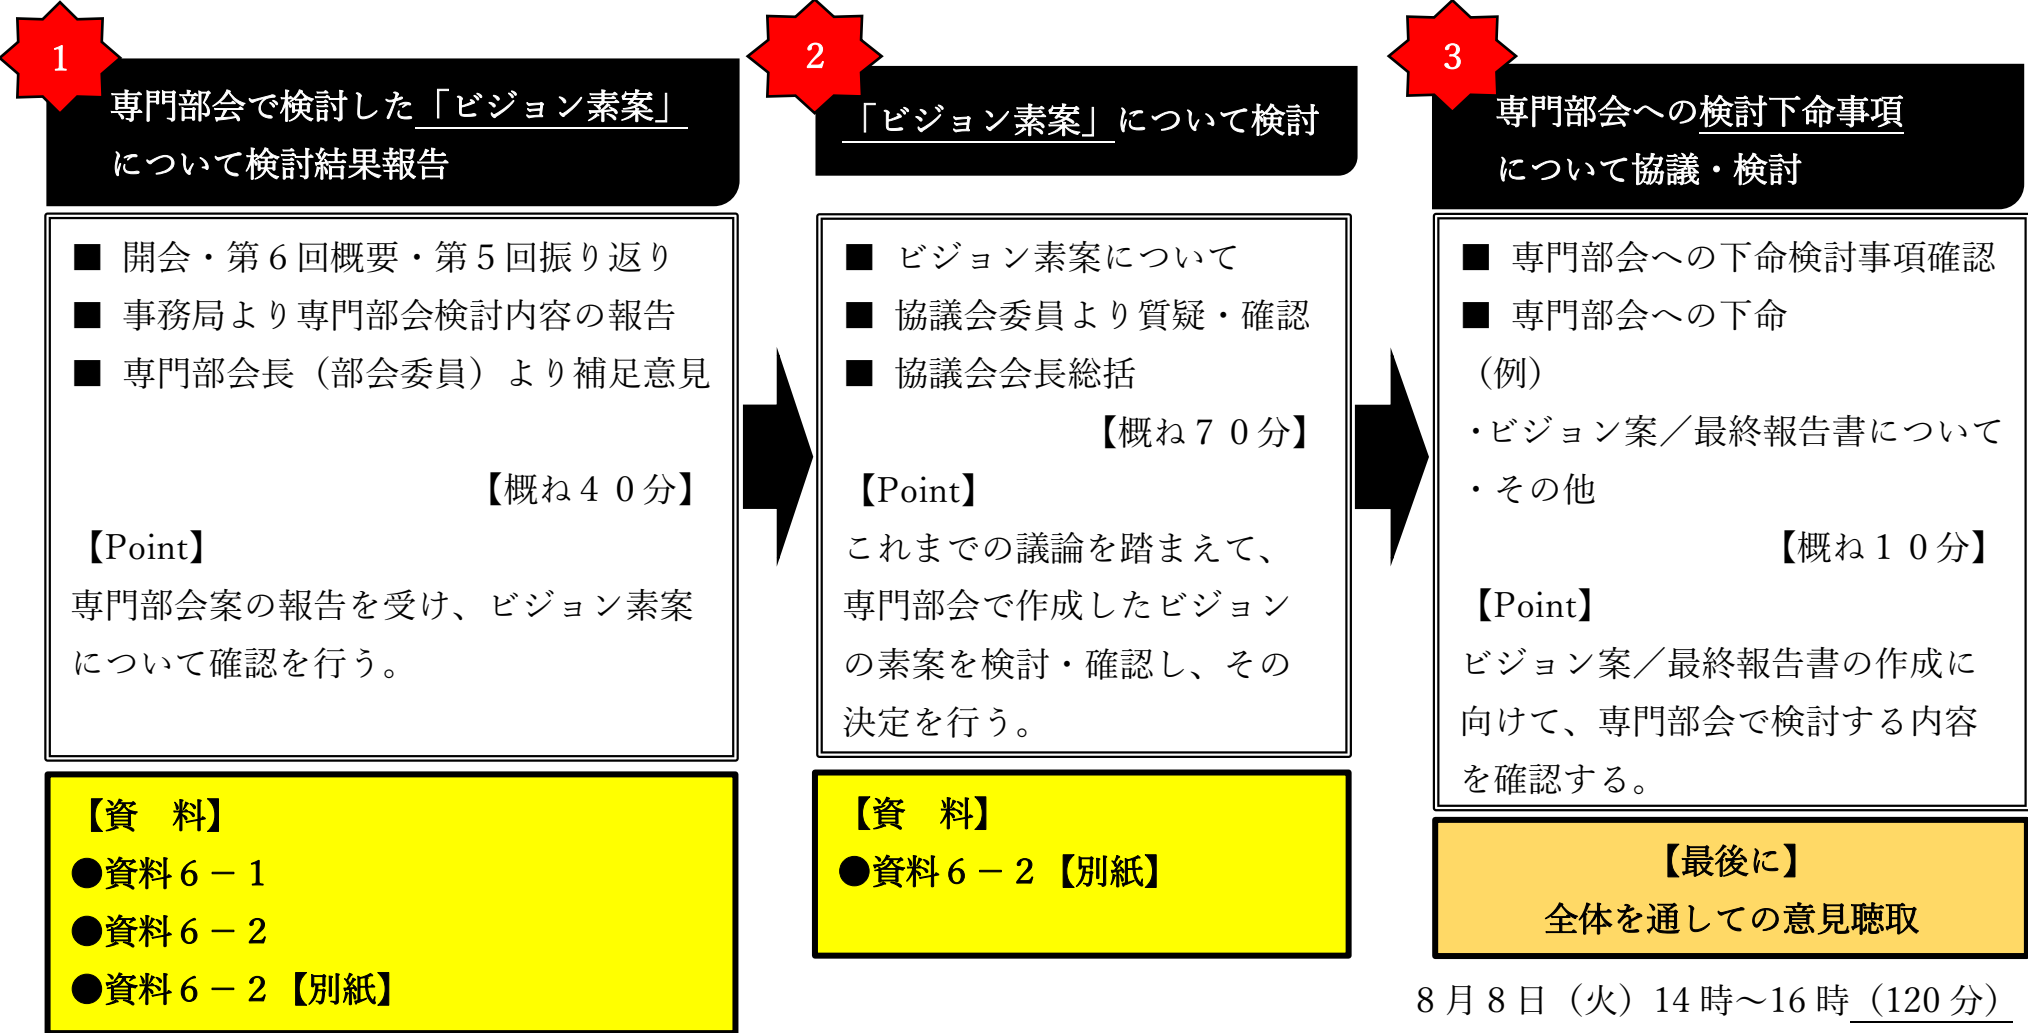 1
専門部会で検討した「ビジョン素案」
について検討結果報告
■ 開会・第６回概要・第５回振り返り
■ 事務局より専門部会検討内容の報告
■ 専門部会長（部会委員）より補足意見
【概ね４０分】
【Point】
専門部会案の報告を受け、ビジョン素案
について確認を行う。
【資　料】
●資料６－１
●資料６－２
●資料６－２【別紙】
2
「ビジョン素案」について検討
■ ビジョン素案について
■ 協議会委員より質疑・確認
■ 協議会会長総括
【概ね７０分】
【Point】
これまでの議論を踏まえて、
専門部会で作成したビジョン
の素案を検討・確認し、その
決定を行う。
【資　料】
●資料６－２【別紙】
3
専門部会への検討下命事項
について協議・検討
■ 専門部会への下命検討事項確認
■ 専門部会への下命
（例）
・ビジョン案／最終報告書について
・その他
【概ね１０分】
【Point】
ビジョン案／最終報告書の作成に
向けて、専門部会で検討する内容
を確認する。
【最後に】
全体を通しての意見聴取
8 月 8 日（火）14 時～16 時（120 分）